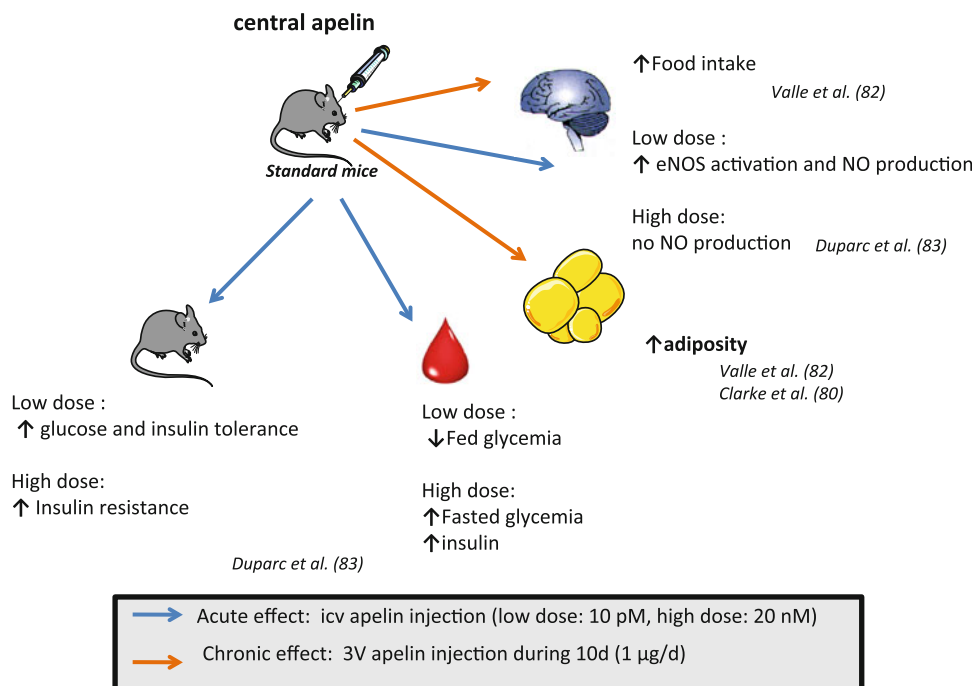 central apelin
Standard mice
↑Food intake
Valle et al. (82)
Low dose :
↑ eNOS activation and NO production
High dose:
no NO production
Duparc et al. (83)
↑adiposity
Valle et al. (82)
Clarke et al. (80)
Low dose :
↑ glucose and insulin tolerance
High dose:
↑ Insulin resistance
Low dose :
↓Fed glycemia
High dose:
↑Fasted glycemia
↑insulin
Duparc et al. (83)
Acute effect: icv apelin injection (low dose: 10 pM, high dose: 20 nM)
Chronic effect: 3V apelin injection during 10d (1 µg/d)